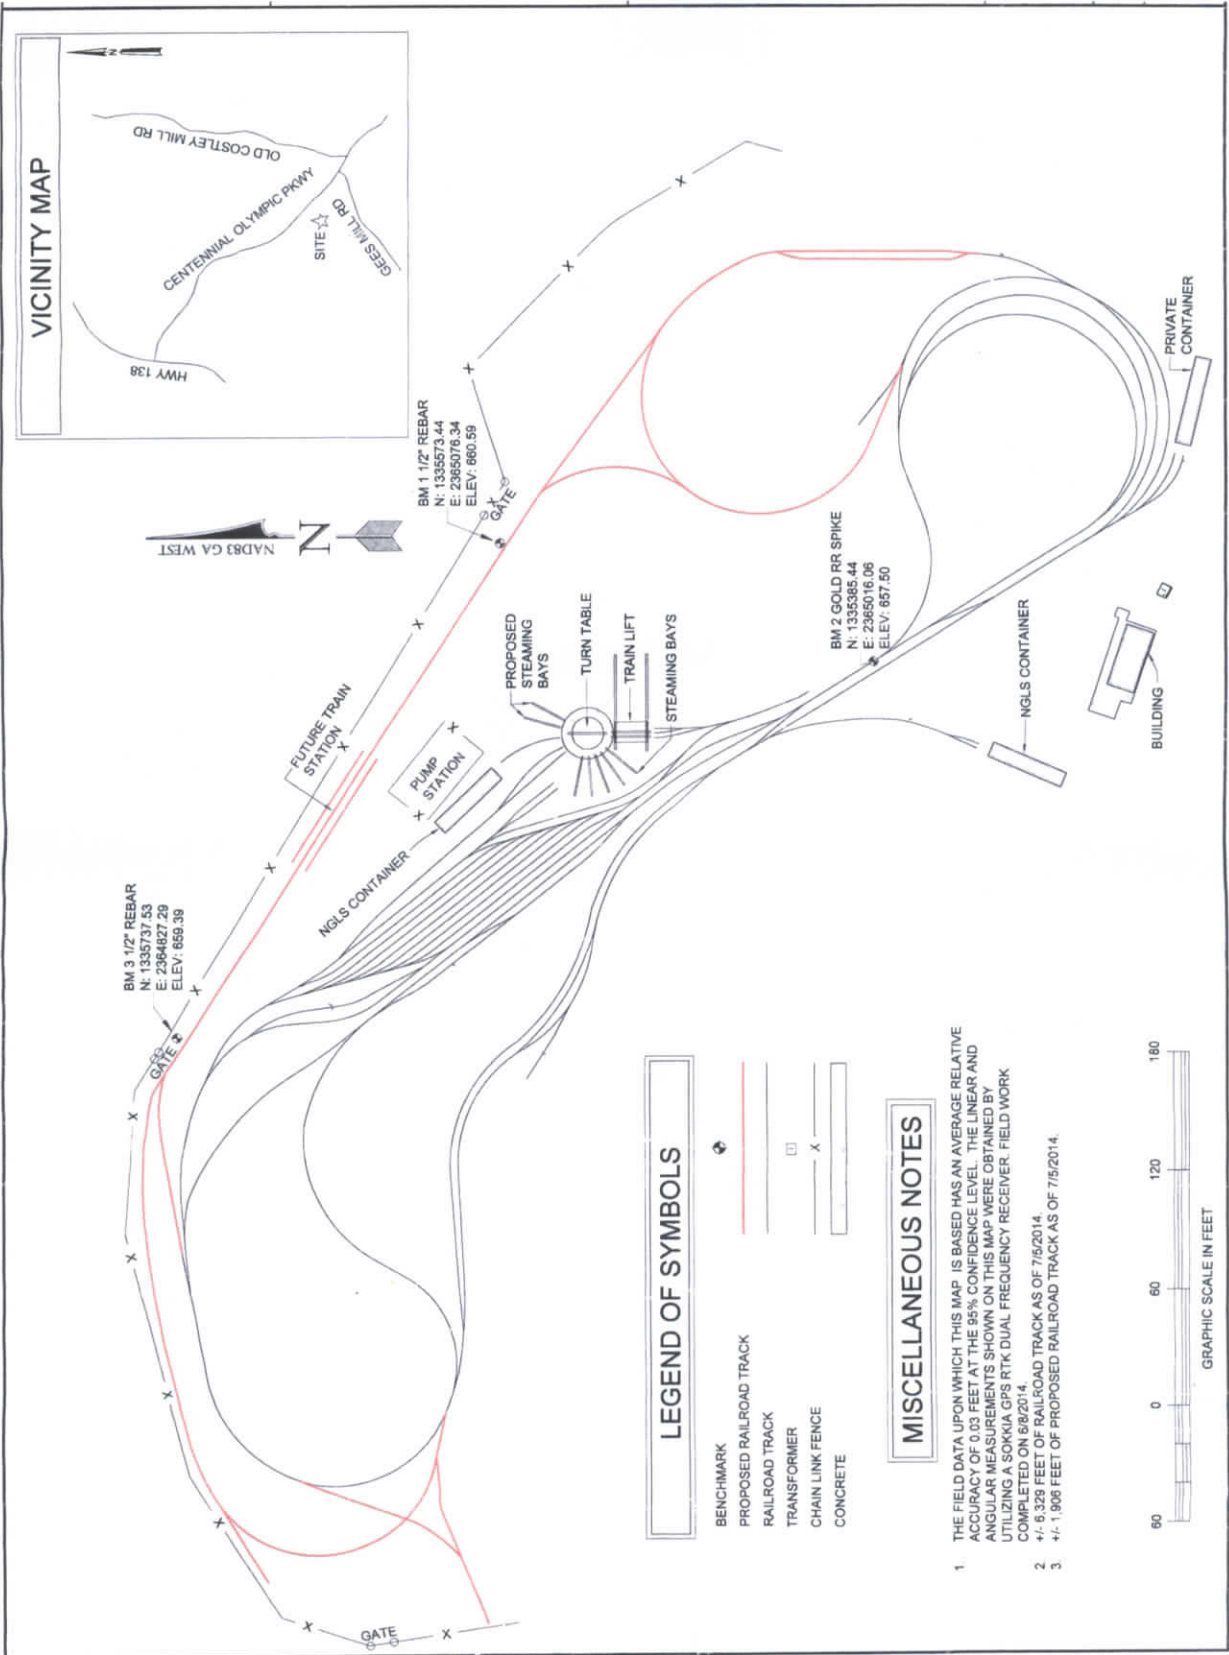 VICINITY MAP
N
HWY 138
CENTENNIAL OLYMPIC PKWY
OLD COSTLEY MILL RD
SITE
GEES MILL RD
NAD83 GA WEST
N
BM 3 1/2" REBAR
N: 1335737.53
E: 2364827.29
ELEV: 659.39
GATE
FUTURE TRAIN
STATION
BM 1 1/2" REBAR
N: 1335573.44
E: 2365076.34
ELEV: 660.59
GATE
PUMP
STATION
NGLS CONTAINER
PROPOSED
STEAMING
BAYS
TURN TABLE
TRAIN LIFT
STEAMING BAYS
BM 2 GOLD RR SPIKE
N: 1335385.44
E: 2365016.06
ELEV: 657.50
NGLS CONTAINER
BUILDING
PRIVATE
CONTAINER
GATE
LEGEND OF SYMBOLS
BENCHMARK
PROPOSED RAILROAD TRACK
RAILROAD TRACK
TRANSFORMER
CHAIN LINK FENCE
X
CONCRETE
MISCELLANEOUS NOTES
1 THE FIELD DATA UPON WHICH THIS MAP IS BASED HAS AN AVERAGE RELATIVE
ACCURACY OF 0.03 FEET AT THE 95% CONFIDENCE LEVEL. THE LINEAR AND
ANGULAR MEASUREMENTS SHOWN ON THIS MAP WERE OBTAINED BY
UTILIZING A SOKKIA GPS RTK DUAL FREQUENCY RECEIVER. FIELD WORK
COMPLETED ON 6/8/2014.
2 +/- 6,329 FEET OF RAILROAD TRACK AS OF 7/5/2014.
3 +/- 1,906 FEET OF PROPOSED RAILROAD TRACK AS OF 7/5/2014.
60 0 60 120 180
GRAPHIC SCALE IN FEET